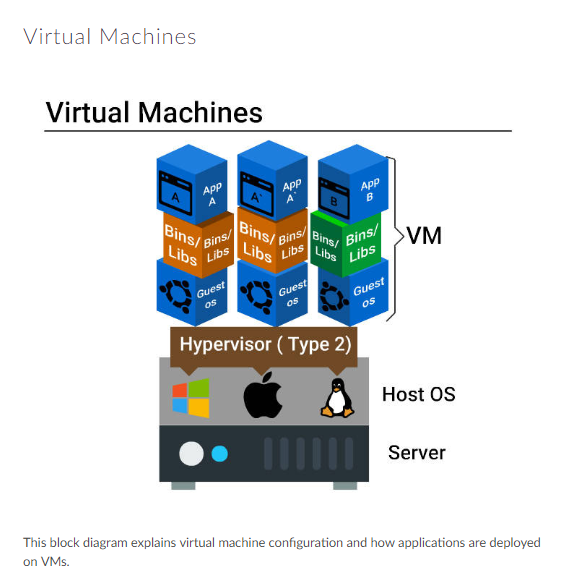 Virtual Machines
Virtual Machines
A
App
A
A`
App
A`
B
App
B
Bins/
Libs
Bins/
Libs
Bins/
Libs
Bins/
Libs
Bins/
Libs
Bins/
Libs
VM
Guest
os
Guest
os
Guest
os
Hypervisor ( Type 2)
Host OS
Server
This block diagram explains virtual machine configuration and how applications are deployed
on VMs.